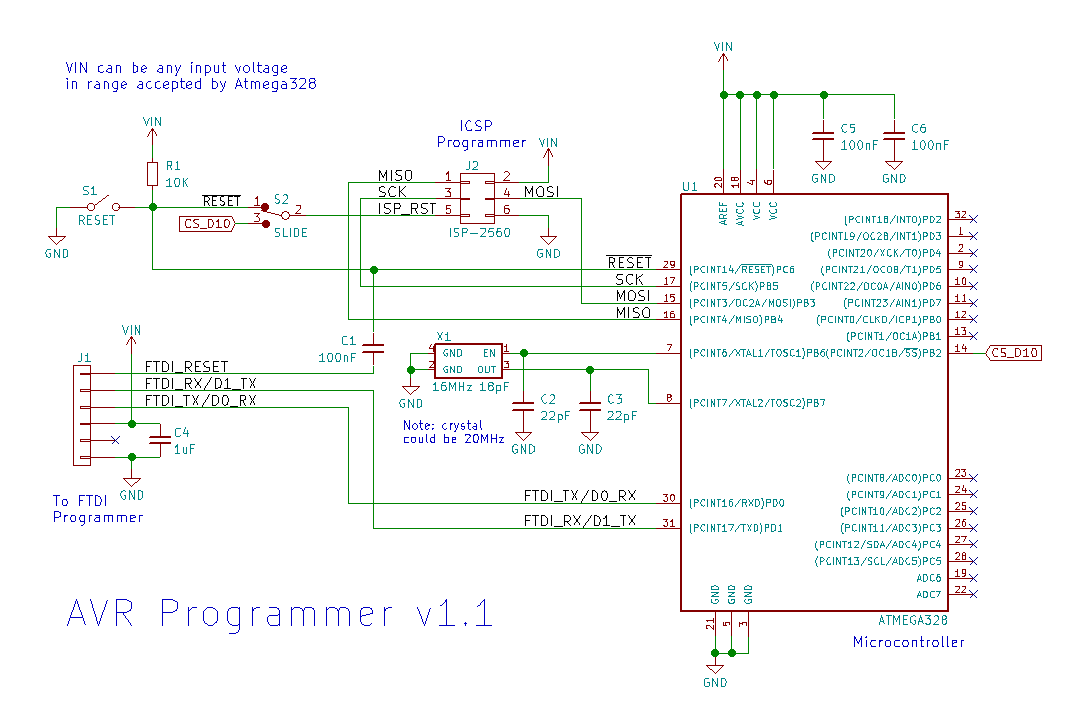 VIN can be any input voltage
in range accepted by Atmega328
VIN
R1
10K
S1
RESET
GND
RESET
CS_D10
1
3
S2
2
SLIDE
ICSP
Programmer
VIN
J2
MISO
SCK
ISP_RST
1
3
5
2
4
6
MOSI
ISP-2560
GND
VIN
C5
100nF
GND
C6
100nF
GND
U1
20
18
4
6
AREF
AVCC
VCC
VCC
RESET 29 (PCINT14/RESET)PC6
SCK 17 (PCINT5/SCK)PB5
MOSI 15 (PCINT3/OC2A/MOSI)PB3
MISO 16 (PCINT4/MISO)PB4
7 (PCINT6/XTAL1/TOSC1)PB6
8 (PCINT7/XTAL2/TOSC2)PB7
FTDI_TX/D0_RX 30 (PCINT16/RXD)PD0
FTDI_RX/D1_TX 31 (PCINT17/TXD)PD1
(PCINT18/INT0)PD2 32
(PCINT19/OC2B/INT1)PD3 1
(PCINT20/XCK/T0)PD4 2
(PCINT21/OC0B/T1)PD5 9
(PCINT22/OC0A/AIN0)PD6 10
(PCINT23/AIN1)PD7 11
(PCINT0/CLKO/ICP1)PB0 12
(PCINT1/OC1A)PB1 13
(PCINT2/OC1B/SS)PB2 14 CS_D10
(PCINT8/ADC0)PC0 23
(PCINT9/ADC1)PC1 24
(PCINT10/ADC2)PC2 25
(PCINT11/ADC3)PC3 26
(PCINT12/SDA/ADC4)PC4 27
(PCINT13/SCL/ADC5)PC5 28
ADC6 19
ADC7 22
GND
GND
GND
21
5
3
GND
ATMEGA328
Microcontroller
C1
100nF
X1
4 GND EN 1
2 GND OUT 3
16MHz 16pF
GND
Note: crystal
could be 20MHz
C2
22pF
GND
C3
22pF
GND
VIN
J1
FTDI_RESET
FTDI_RX/D1_TX
FTDI_TX/D0_RX
C4
1uF
GND
To FTDI
Programmer
AVR Programmer v1.1